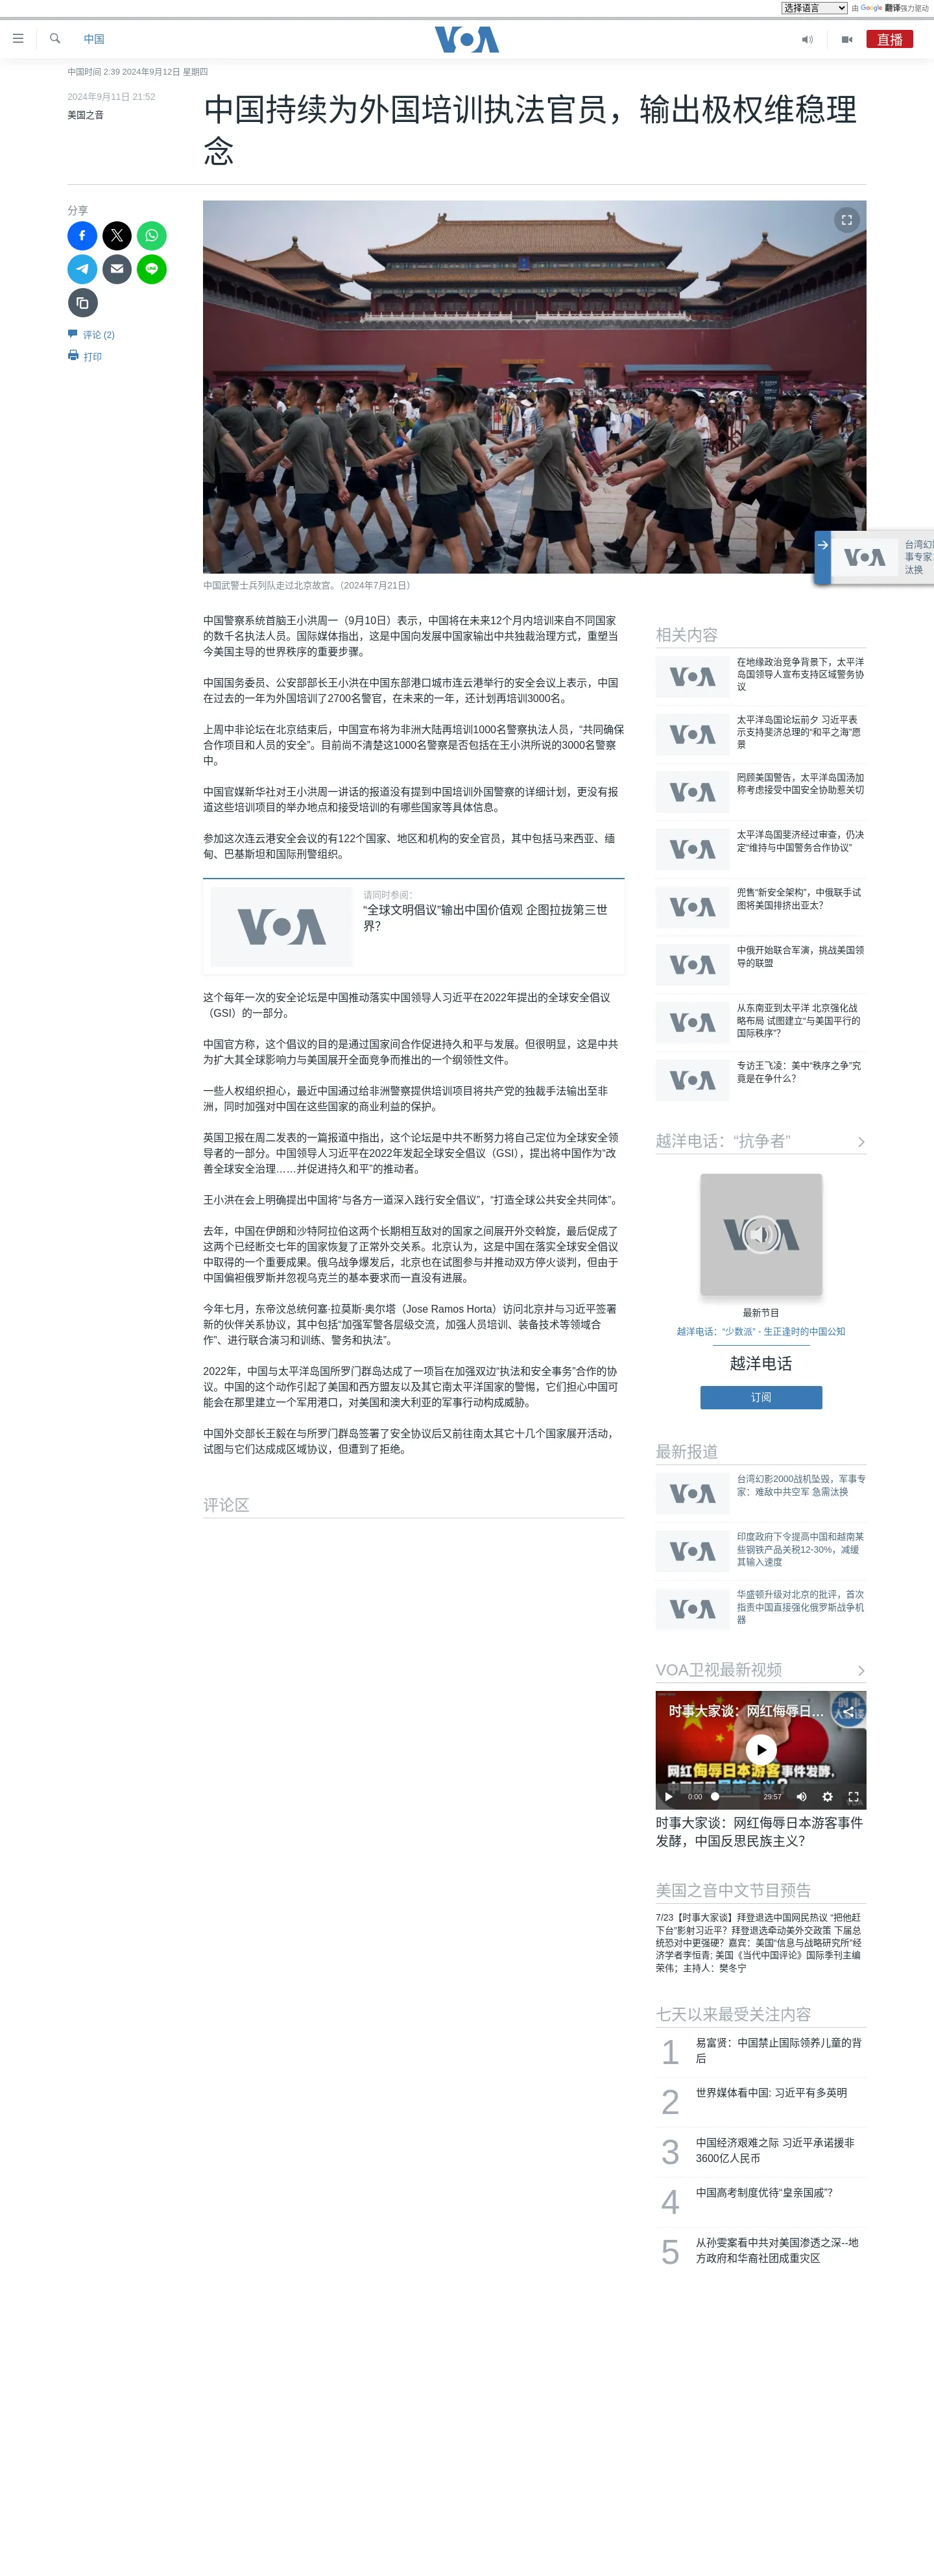 选择语言 由 Google 翻译强力驱动
中国
VOA
直播
中国时间 2:39 2024年9月12日 星期四
2024年9月11日 21:52
美国之音
中国持续为外国培训执法官员，输出极权维稳理
念
分享
评论 (2)
打印
中国武警士兵列队走过北京故宫。（2024年7月21日）
台湾幻
事专家
汰换
中国警察系统首脑王小洪周一（9月10日）表示，中国将在未来12个月内培训来自不同国家
的数千名执法人员。国际媒体指出，这是中国向发展中国家输出中共独裁治理方式，重塑当
今美国主导的世界秩序的重要步骤。
中国国务委员、公安部部长王小洪在中国东部港口城市连云港举行的安全会议上表示，中国
在过去的一年为外国培训了2700名警官，在未来的一年，还计划再培训3000名。
上周中非论坛在北京结束后，中国宣布将为非洲大陆再培训1000名警察执法人员，“共同确保
合作项目和人员的安全”。目前尚不清楚这1000名警察是否包括在王小洪所说的3000名警察
中。
中国官媒新华社对王小洪周一讲话的报道没有提到中国培训外国警察的详细计划，更没有报
道这些培训项目的举办地点和接受培训的有哪些国家等具体信息。
参加这次连云港安全会议的有122个国家、地区和机构的安全官员，其中包括马来西亚、缅
甸、巴基斯坦和国际刑警组织。
VOA
请同时参阅：
“全球文明倡议”输出中国价值观 企图拉拢第三世
界？
这个每年一次的安全论坛是中国推动落实中国领导人习近平在2022年提出的全球安全倡议
（GSI）的一部分。
中国官方称，这个倡议的目的是通过国家间合作促进持久和平与发展。但很明显，这是中共
为扩大其全球影响力与美国展开全面竞争而推出的一个纲领性文件。
一些人权组织担心，最近中国通过给非洲警察提供培训项目将共产党的独裁手法输出至非
洲，同时加强对中国在这些国家的商业利益的保护。
英国卫报在周二发表的一篇报道中指出，这个论坛是中共不断努力将自己定位为全球安全领
导者的一部分。中国领导人习近平在2022年发起全球安全倡议（GSI），提出将中国作为“改
善全球安全治理……并促进持久和平”的推动者。
王小洪在会上明确提出中国将“与各方一道深入践行安全倡议”，“打造全球公共安全共同体”。
去年，中国在伊朗和沙特阿拉伯这两个长期相互敌对的国家之间展开外交斡旋，最后促成了
这两个已经断交七年的国家恢复了正常外交关系。北京认为，这是中国在落实全球安全倡议
中取得的一个重要成果。俄乌战争爆发后，北京也在试图参与并推动双方停火谈判，但由于
中国偏袒俄罗斯并忽视乌克兰的基本要求而一直没有进展。
今年七月，东帝汶总统何塞·拉莫斯·奥尔塔（Jose Ramos Horta）访问北京并与习近平签署
新的伙伴关系协议，其中包括“加强军警各层级交流，加强人员培训、装备技术等领域合
作”、进行联合演习和训练、警务和执法”。
2022年，中国与太平洋岛国所罗门群岛达成了一项旨在加强双边“执法和安全事务”合作的协
议。中国的这个动作引起了美国和西方盟友以及其它南太平洋国家的警惕，它们担心中国可
能会在那里建立一个军用港口，对美国和澳大利亚的军事行动构成威胁。
中国外交部长王毅在与所罗门群岛签署了安全协议后又前往南太其它十几个国家展开活动，
试图与它们达成成区域协议，但遭到了拒绝。
评论区
相关内容
在地缘政治竞争背景下，太平洋
岛国领导人宣布支持区域警务协
议
太平洋岛国论坛前夕 习近平表
示支持斐济总理的“和平之海”愿
景
罔顾美国警告，太平洋岛国汤加
称考虑接受中国安全协助惹关切
太平洋岛国斐济经过审查，仍决
定“维持与中国警务合作协议”
兜售“新安全架构”，中俄联手试
图将美国排挤出亚太？
中俄开始联合军演，挑战美国领
导的联盟
从东南亚到太平洋 北京强化战
略布局 试图建立“与美国平行的
国际秩序”？
专访王飞凌：美中“秩序之争”究
竟是在争什么？
越洋电话：“抗争者”
最新节目
越洋电话：“少数派” - 生正逢时的中国公知
越洋电话
订阅
最新报道
台湾幻影2000战机坠毁，军事专
家：难敌中共空军 急需汰换
印度政府下令提高中国和越南某
些钢铁产品关税12-30%，减缓
其输入速度
华盛顿升级对北京的批评，首次
指责中国直接强化俄罗斯战争机
器
VOA卫视最新视频
时事大家谈：网红侮辱日...
时事
大家谈
网红侮辱日本游客事件发酵，
中国反思民族主义？
0:00 29:57
时事大家谈：网红侮辱日本游客事件
发酵，中国反思民族主义？
美国之音中文节目预告
7/23【时事大家谈】拜登退选中国网民热议 “把他赶
下台”影射习近平？拜登退选牵动美外交政策 下届总
统恐对中更强硬？嘉宾：美国“信息与战略研究所”经
济学者李恒青; 美国《当代中国评论》国际季刊主编
荣伟；主持人：樊冬宁
七天以来最受关注内容
1 易富贤：中国禁止国际领养儿童的背
后
2 世界媒体看中国: 习近平有多英明
3 中国经济艰难之际 习近平承诺援非
3600亿人民币
4 中国高考制度优待“皇亲国戚”？
5 从孙雯案看中共对美国渗透之深--地
方政府和华裔社团成重灾区